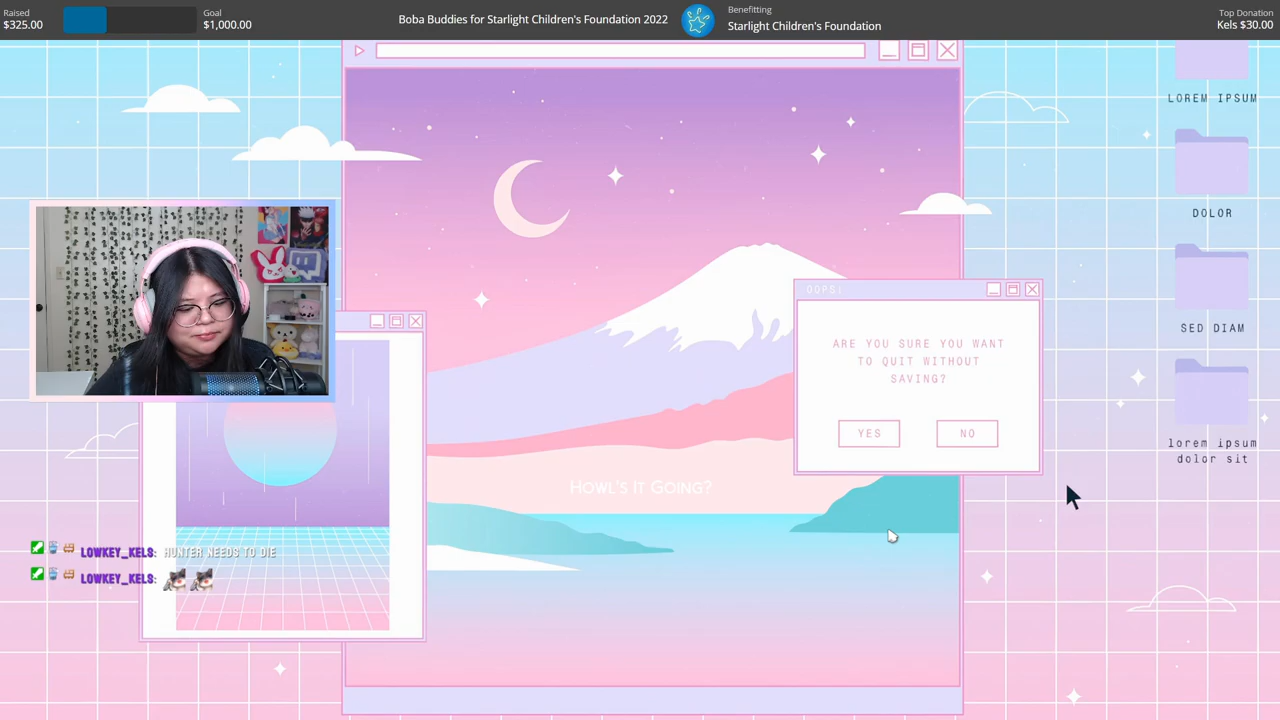 Raised
$325.00
Goal
$1,000.00
Boba Buddies for Starlight Children's Foundation 2022
Benefitting
Starlight Children's Foundation
Top Donation
Kels $30.00
LOREM IPSUM
DOLOR
SED DIAM
lorem ipsum
dolor sit
OOPS!
ARE YOU SURE YOU WANT
TO QUIT WITHOUT
SAVING?
YES
NO
Howl's It Going?
LOWKEY_KELS: HUNTER NEEDS TO DIE
LOWKEY_KELS: